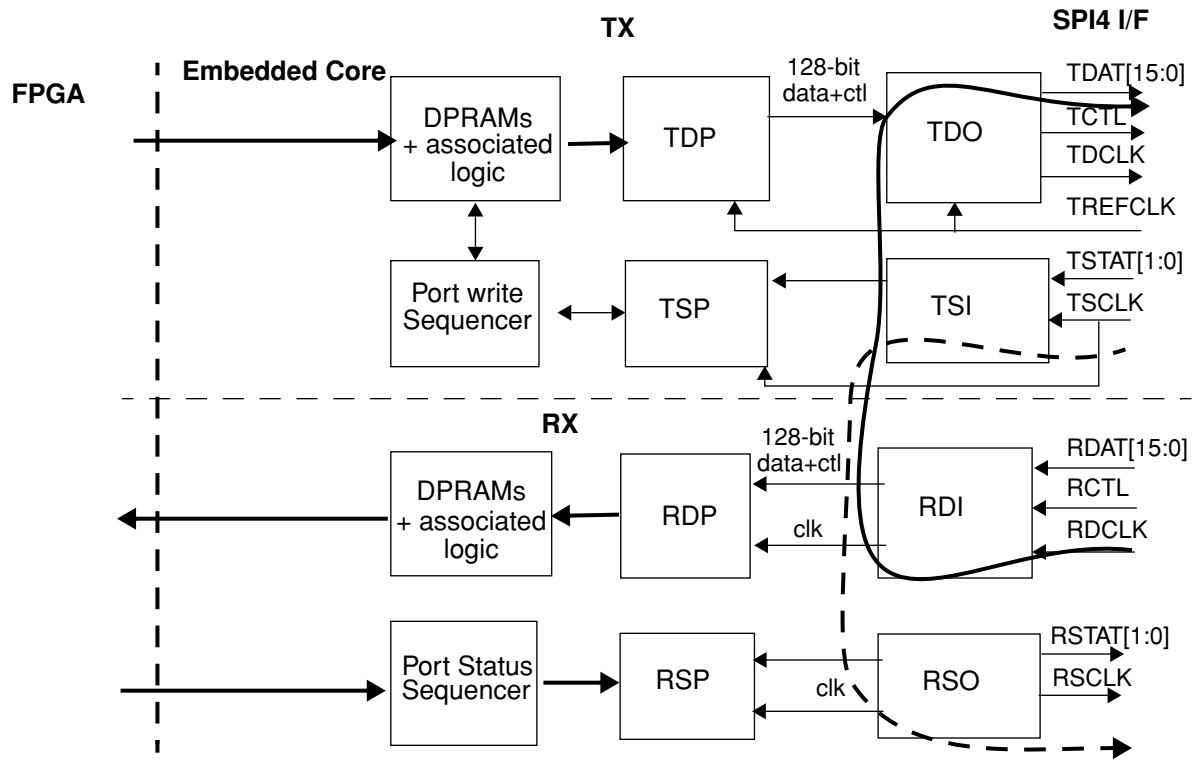 TX
SPI4 I/F
FPGA
Embedded Core
DPRAMs
+ associated
logic
TDP
128-bit
data+ctl
TDO
TDAT[15:0]
TCTL
TDCLK
TREFCLK
Port write
Sequencer
TSP
TSI
TSTAT[1:0]
TSCLK
RX
DPRAMs
+ associated
logic
RDP
128-bit
data+ctl
clk
RDI
RDAT[15:0]
RCTL
RDCLK
Port Status
Sequencer
RSP
clk
RSO
RSTAT[1:0]
RSCLK